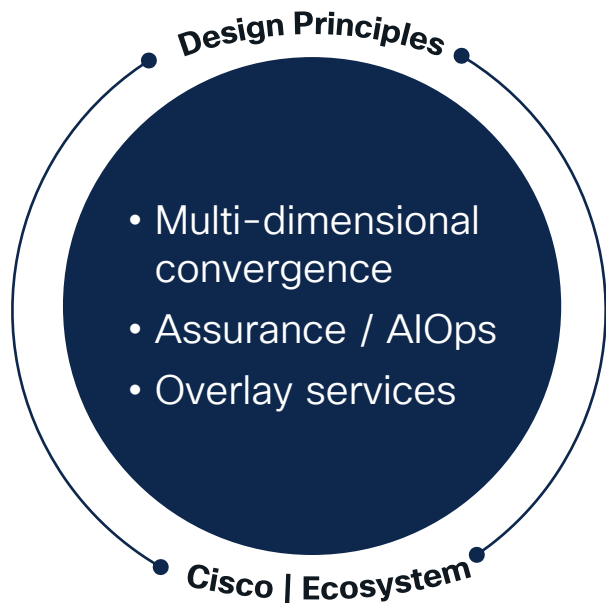 Design Principles
• Multi-dimensional
convergence
• Assurance / AIOps
• Overlay services
Cisco | Ecosystem